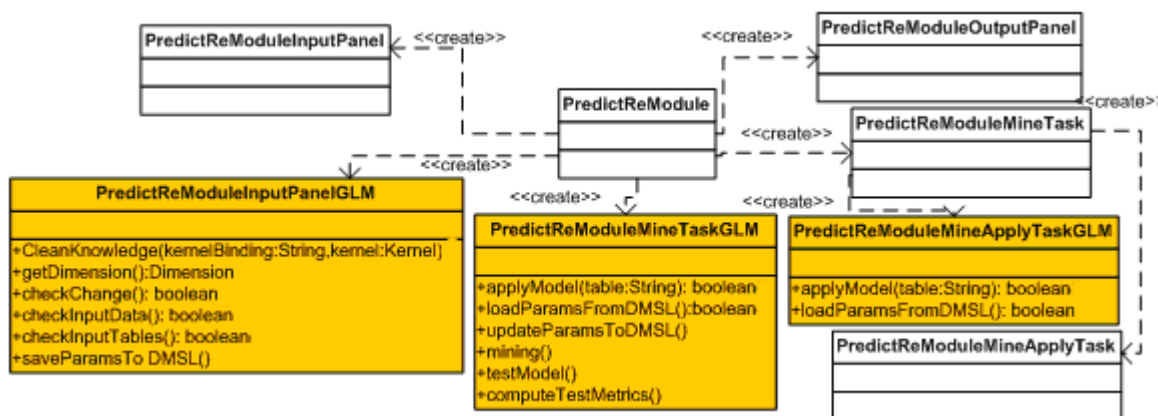 PredictReModuleInputPanel
<<create>>
<<create>>
PredictReModuleOutputPanel
<<create>>
PredictReModule
<<create>>
PredictReModuleMineTask
<<create>>
<<create>>
<<create>>
PredictReModuleInputPanelGLM
+CleanKnowledge(kernelBinding:String,kernel:Kernel)
+getDimension():Dimension
+checkChange(): boolean
+checkInputData(): boolean
+checkInputTables(): boolean
+saveParamsTo DMSL()
PredictReModuleMineTaskGLM
+applyModel(table:String): boolean
+loadParamsFromDMSL():boolean
+updateParamsToDMSL()
+mining()
+testModel()
+computeTestMetrics()
PredictReModuleMineApplyTaskGLM
+applyModel(table:String): boolean
+loadParamsFromDMSL(): boolean
PredictReModuleMineApplyTask